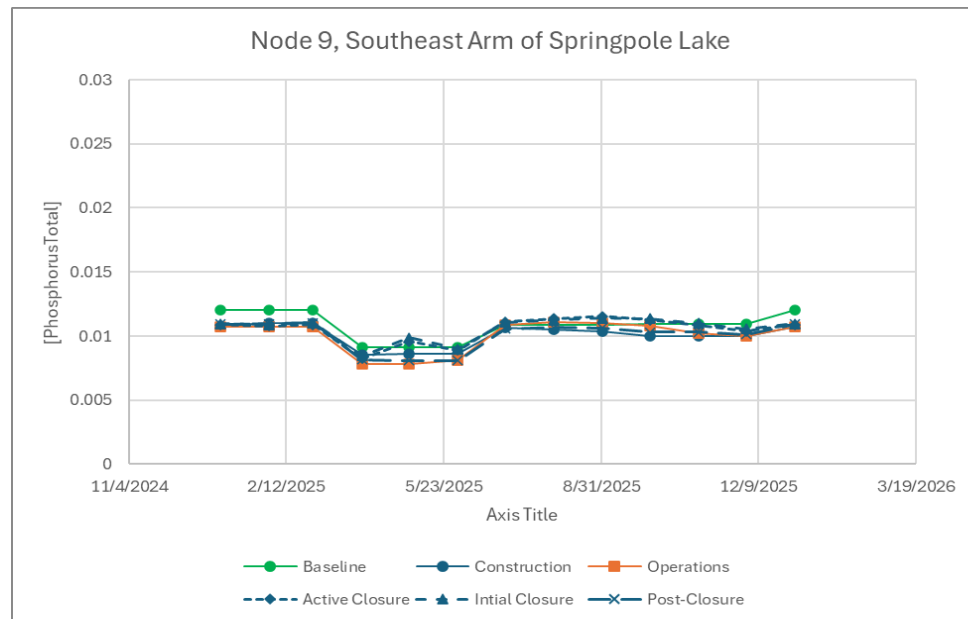 Node 9, Southeast Arm of Springpole Lake
0.03
0.025
0.02
0.015
0.01
0.005
0
[PhosphorusTotal]
11/4/2024 2/12/2025 5/23/2025 8/31/2025 12/9/2025 3/19/2026
Axis Title
Baseline Construction Operations
Active Closure Intial Closure Post-Closure